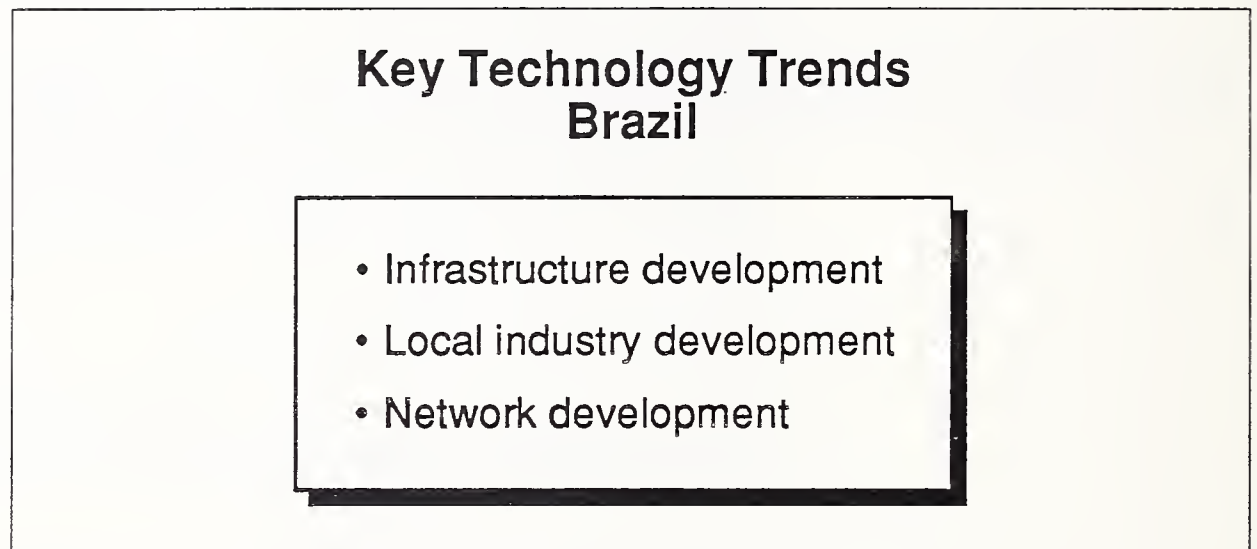 Key Technology Trends
Brazil
• Infrastructure development
• Local industry development
• Network development